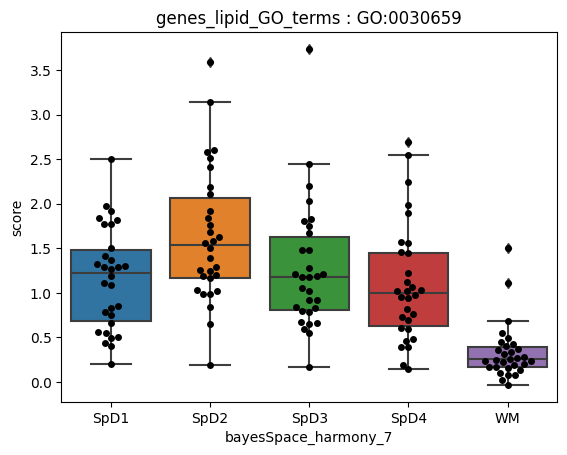 genes_lipid_GO_terms : GO:0030659
score
3.5
3.0
2.5
2.0
1.5
1.0
0.5
0.0
SpD1 SpD2 SpD3 SpD4 WM
bayesSpace_harmony_7